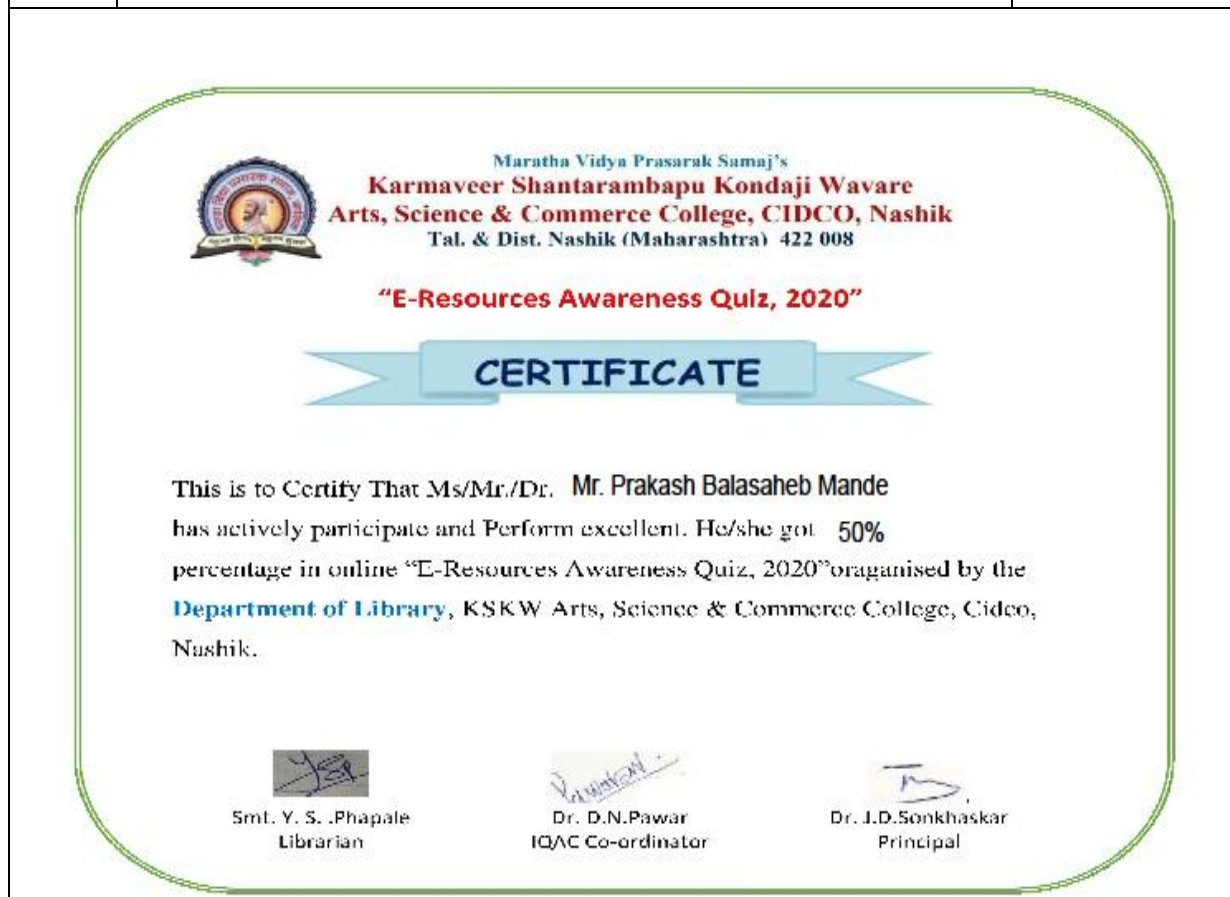 Maratha Vidya Prasarak Samaj's
Karmaveer Shantarambapu Kondaji Wavare
Arts, Science & Commerce College, CIDCO, Nashik
Tal. & Dist. Nashik (Maharashtra) 422 008
“E-Resources Awareness Quiz, 2020”
CERTIFICATE
This is to Certify That Ms/Mr./Dr. Mr. Prakash Balasaheb Mande
has actively participate and Perform excellent. He/she got 50%
percentage in online “E-Resources Awareness Quiz, 2020”oraganised by the
Department of Library, KSKW Arts, Science & Commerce College, Cidco,
Nashik.
Smt. Y. S. .Phapale
Librarian
Dr. D.N.Pawar
IQAC Co-ordinator
Dr. J.D.Sonkhaskar
Principal